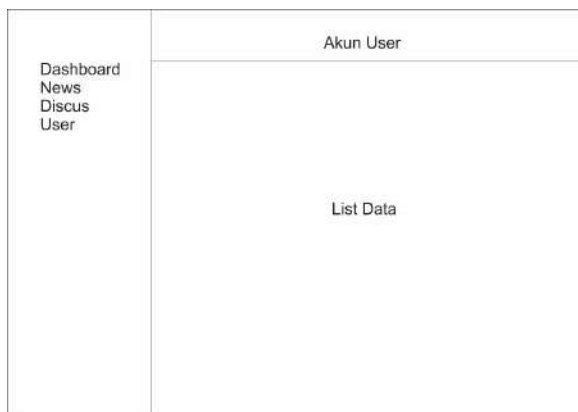 Dashboard
News
Discus
User
Akun User
List Data